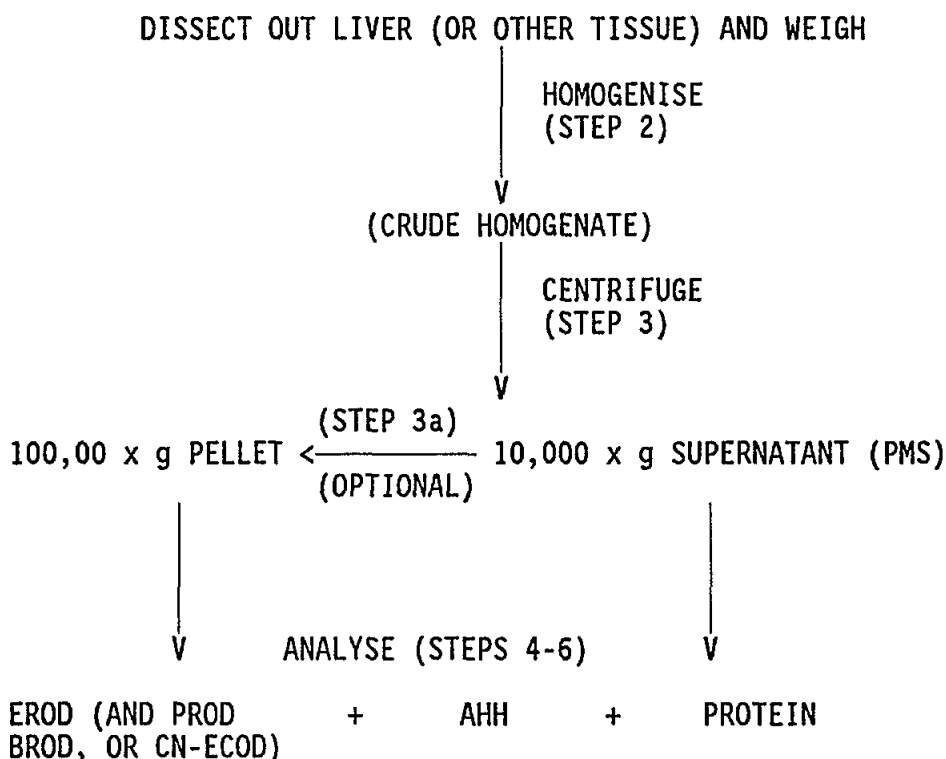 DISSECT OUT LIVER (OR OTHER TISSUE) AND WEIGH
HOMOGENISE
(STEP 2)
V
(CRUDE HOMOGENATE)
CENTRIFUGE
(STEP 3)
V
(STEP 3a)
100,00 x g PELLET < 10,000 x g SUPERNATANT (PMS)
(OPTIONAL)
V ANALYSE (STEPS 4-6) V
EROD (AND PROD + AHH + PROTEIN
BROD, OR CN-ECOD)